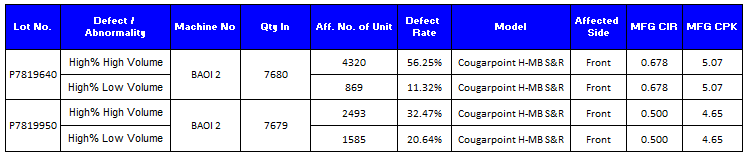 Lot No. Defect / Abnormality Machine No Qty In Aff. No. of Unit Defect Rate Model Affected Side MFG CIR MFG CPK
P7819640 High% High Volume BAOI 2 7680 4320 56.25% Cougarpoint H-MB S&R Front 0.678 5.07
High% Low Volume 869 11.32% Cougarpoint H-MB S&R Front 0.678 5.07
P7819950 High% High Volume BAOI 2 7679 2493 32.47% Cougarpoint H-MB S&R Front 0.500 4.65
High% Low Volume 1585 20.64% Cougarpoint H-MB S&R Front 0.500 4.65